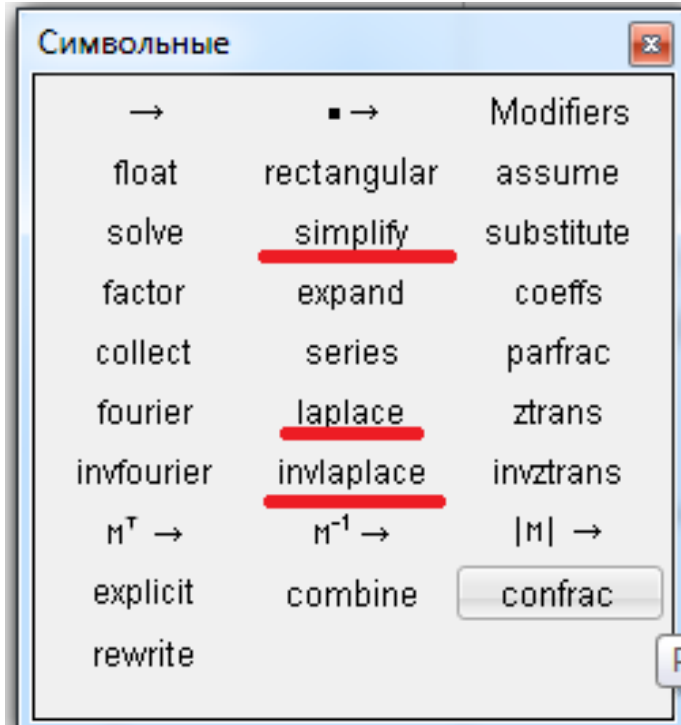 Символьные
→ ▪ → Modifiers
float rectangular assume
solve simplify substitute
factor expand coeffs
collect series parfrac
fourier laplace ztrans
invfourier invlaplace invztrans
Mᵀ → M⁻¹ → |M| →
explicit combine confrac
rewrite